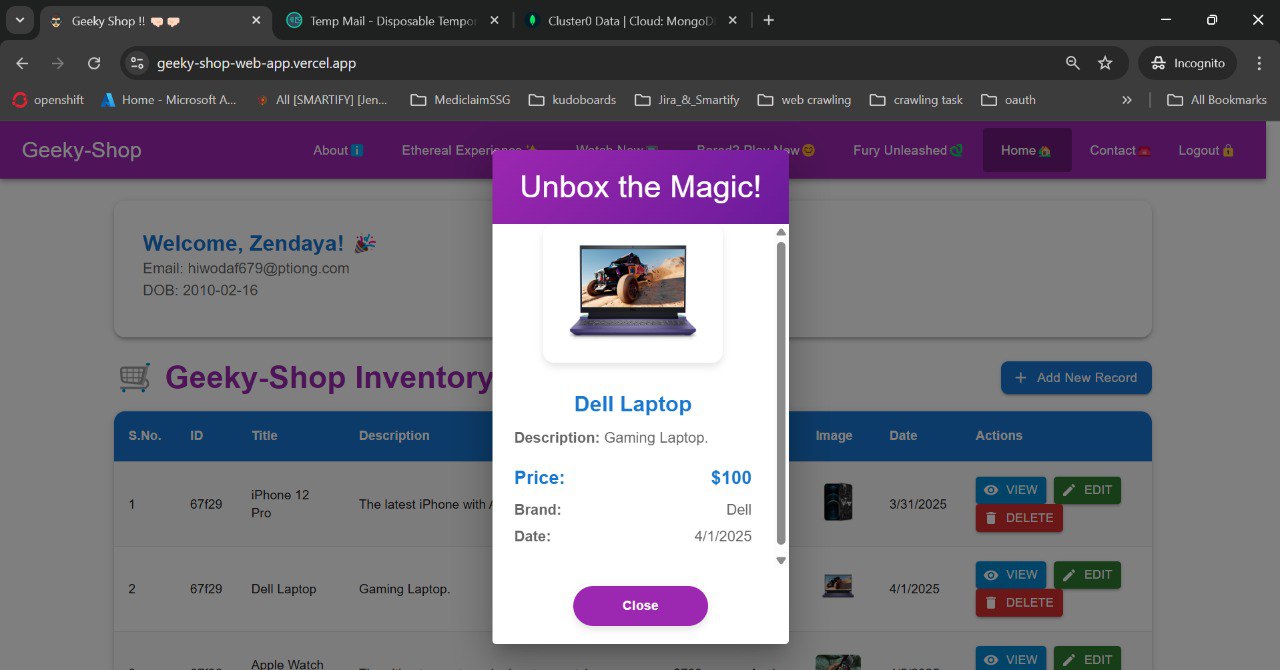 Geeky Shop !!
Temp Mail - Disposable Tempor
Cluster0 Data | Cloud: MongoDB
geeky-shop-web-app.vercel.app
Incognito
openshift
Home - Microsoft A...
All [SMARTIFY] [Jen...
MediclaimSSG
kudoboards
Jira_&_Smartify
web crawling
crawling task
oauth
All Bookmarks
Geeky-Shop
About
Ethereal Experience
Watch Now
Bored? Play Now
Fury Unleashed
Home
Contact
Logout
Unbox the Magic!
Welcome, Zendaya!
Email: hiwodaf679@ptiong.com
DOB: 2010-02-16
Geeky-Shop Inventory
Add New Record
S.No. ID Title Description Image Date Actions
1 67f29 iPhone 12 Pro The latest iPhone with 3/31/2025 VIEW EDIT
DELETE
2 67f29 Dell Laptop Gaming Laptop. 4/1/2025 VIEW EDIT
DELETE
Apple Watch VIEW EDIT
Dell Laptop
Description: Gaming Laptop.
Price: $100
Brand: Dell
Date: 4/1/2025
Close